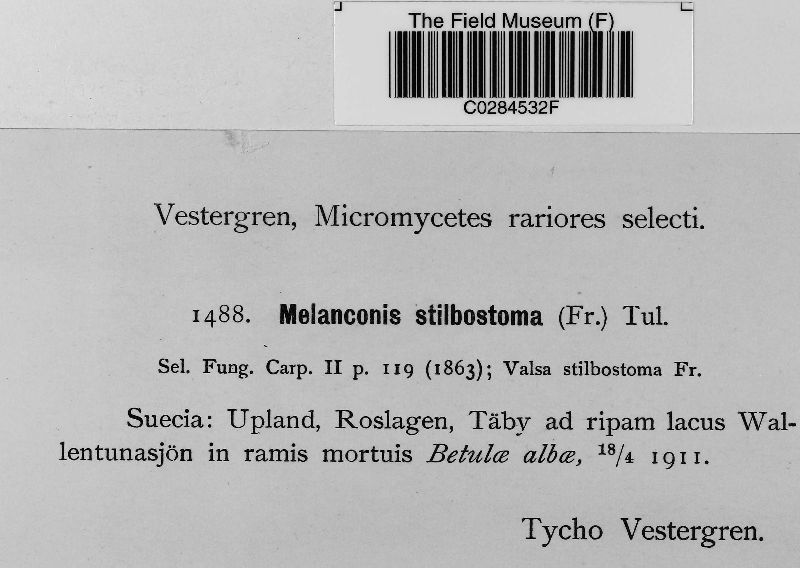 The Field Museum (F)
C0284532F
Vestergren, Micromycetes rariores selecti.
1488. Melanconis stilbostoma (Fr.) Tul.
Sel. Fung. Carp. II p. 119 (1863); Valsa stilbostoma Fr.
Suecia: Upland, Roslagen, Täby ad ripam lacus Wal-
lentunasjön in ramis mortuis Betulæ albæ, 18/4 1911.
Tycho Vestergren.